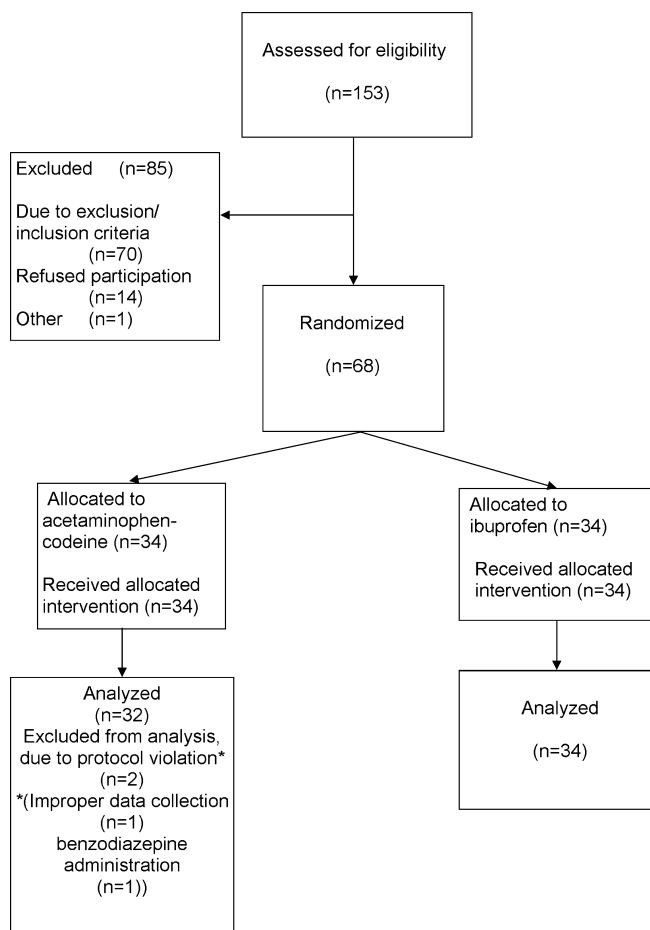 Assessed for eligibility
(n=153)
Excluded (n=85)
Due to exclusion/
inclusion criteria
(n=70)
Refused participation
(n=14)
Other (n=1)
Randomized
(n=68)
Allocated to
acetaminophen-
codeine (n=34)
Received allocated
intervention (n=34)
Allocated to
ibuprofen (n=34)
Received allocated
intervention (n=34)
Analyzed
(n=32)
Excluded from analysis,
due to protocol violation*
(n=2)
*(Improper data collection
(n=1)
benzodiazepine
administration
(n=1))
Analyzed
(n=34)